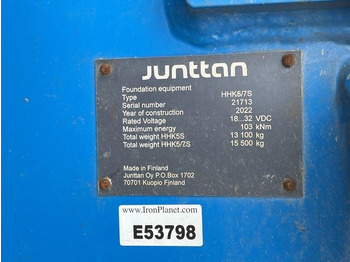 JUNTTAN
Foundation equipment
Type HHK5/7S
Serial number 21713
Year of construction 2022
Rated Voltage 18...32 VDC
Maximum energy 103 kNm
Total weight HHK5S 13 100 kg
Total weight HHK5/7S 15 500 kg
Made in Finland
Junttan Oy P.O Box 1702
70701 Kuopio Finland
www.IronPlanet.com
E53798